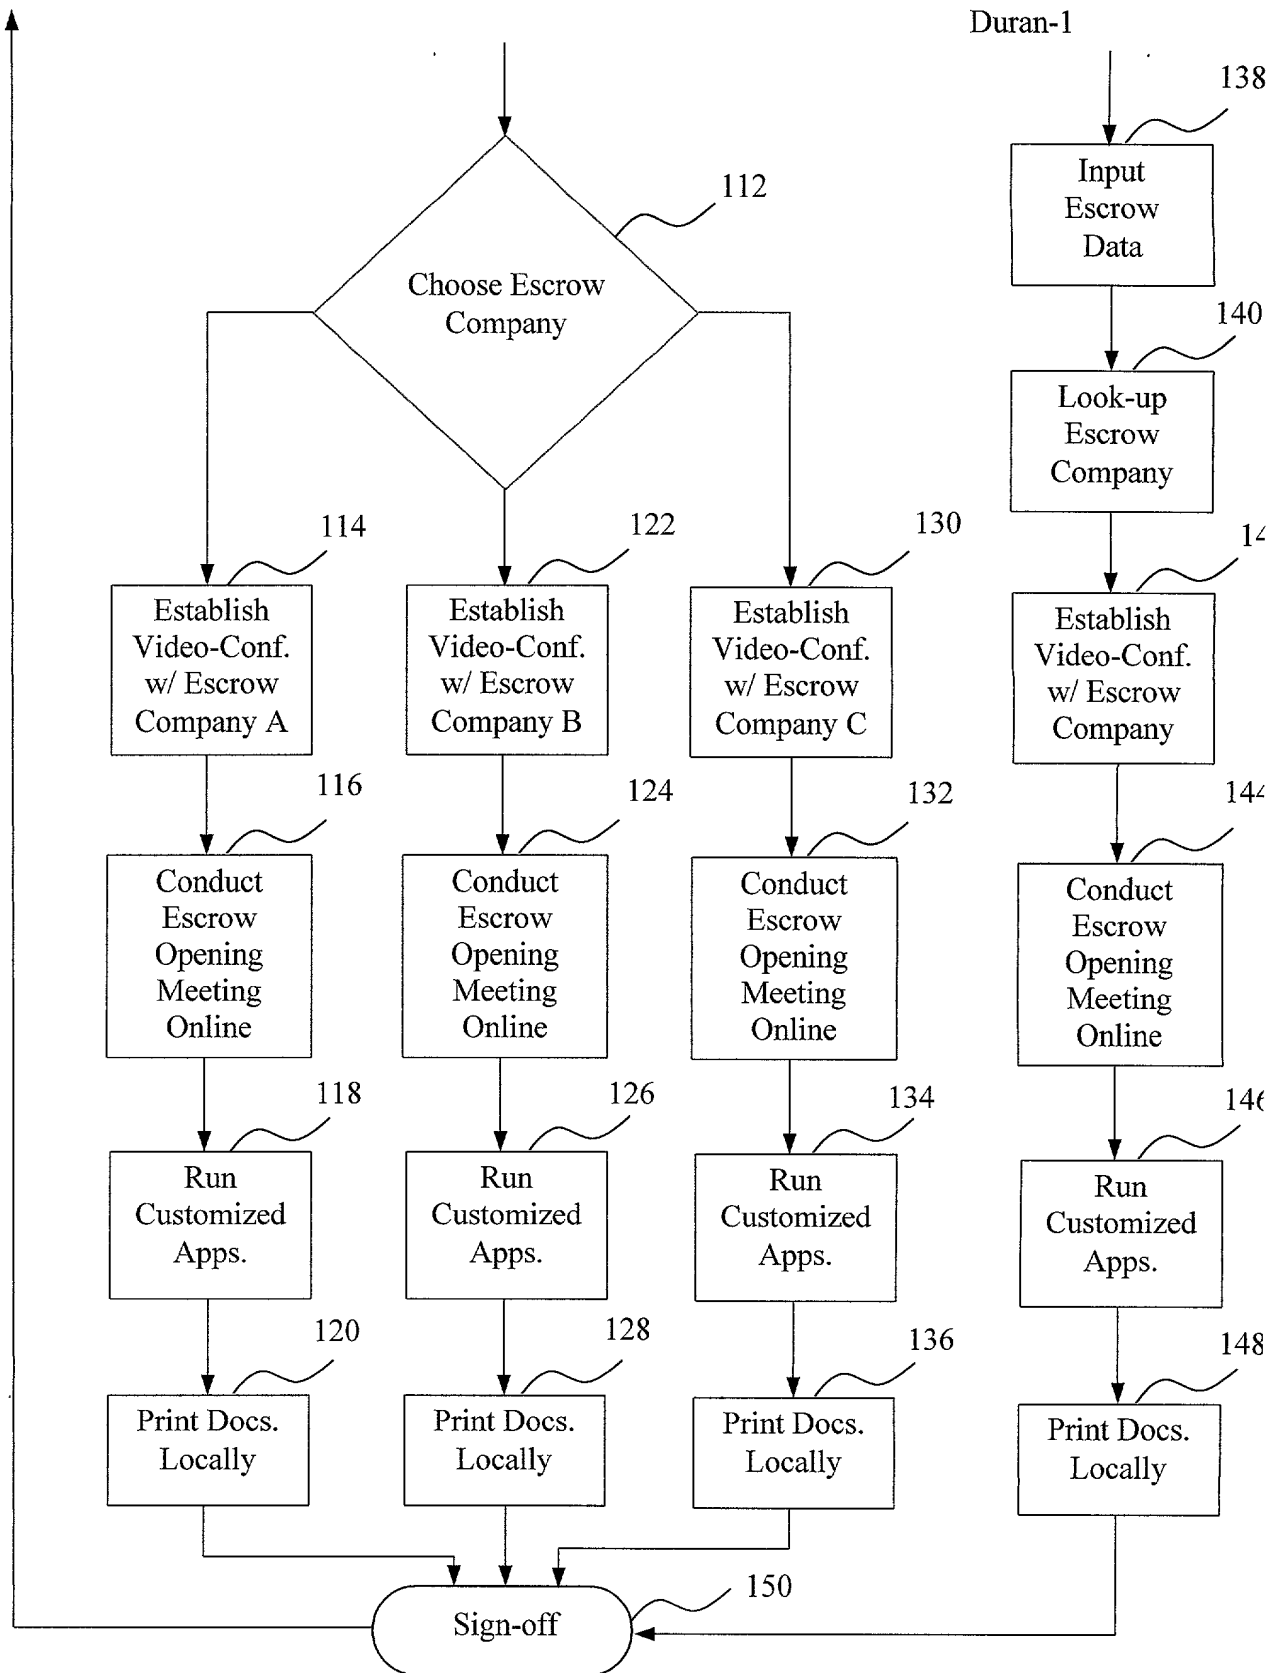 Duran-1
138
Input
Escrow
Data
112
Choose Escrow
Company
140
Look-up
Escrow
Company
114
Establish
Video-Conf.
w/ Escrow
Company A
122
Establish
Video-Conf.
w/ Escrow
Company B
130
Establish
Video-Conf.
w/ Escrow
Company C
14
Establish
Video-Conf.
w/ Escrow
Company
116
Conduct
Escrow
Opening
Meeting
Online
124
Conduct
Escrow
Opening
Meeting
Online
132
Conduct
Escrow
Opening
Meeting
Online
144
Conduct
Escrow
Opening
Meeting
Online
118
Run
Customized
Apps.
126
Run
Customized
Apps.
134
Run
Customized
Apps.
146
Run
Customized
Apps.
120
Print Docs.
Locally
128
Print Docs.
Locally
136
Print Docs.
Locally
148
Print Docs.
Locally
150
Sign-off